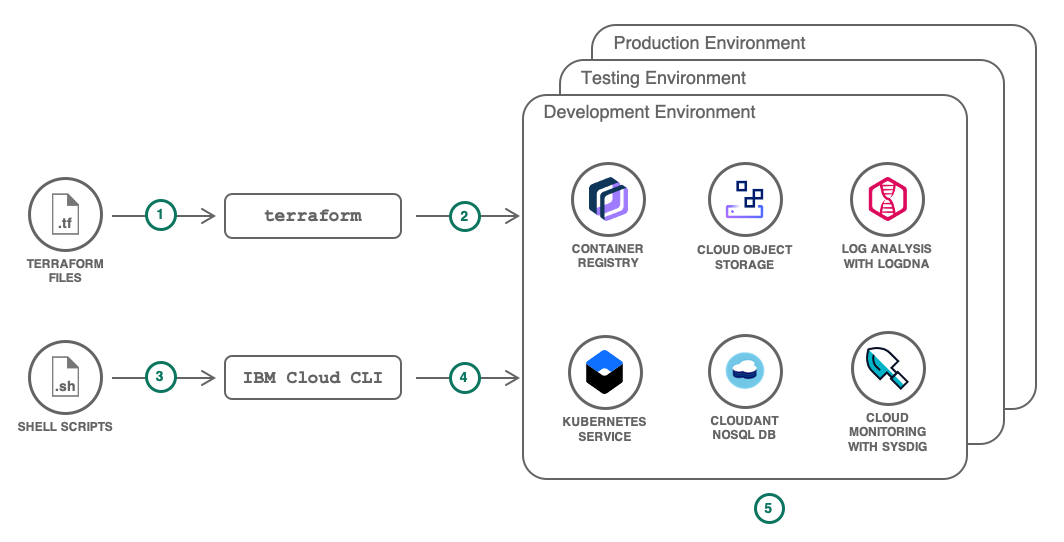 Production Environment
Testing Environment
Development Environment
.tf
TERRAFORM
FILES
1
terraform
2
CONTAINER
REGISTRY
CLOUD OBJECT
STORAGE
LOG ANALYSIS
WITH LOGDNA
.sh
SHELL SCRIPTS
3
IBM Cloud CLI
4
KUBERNETES
SERVICE
CLOUDANT
NOSQL DB
CLOUD
MONITORING
WITH SYSDIG
5